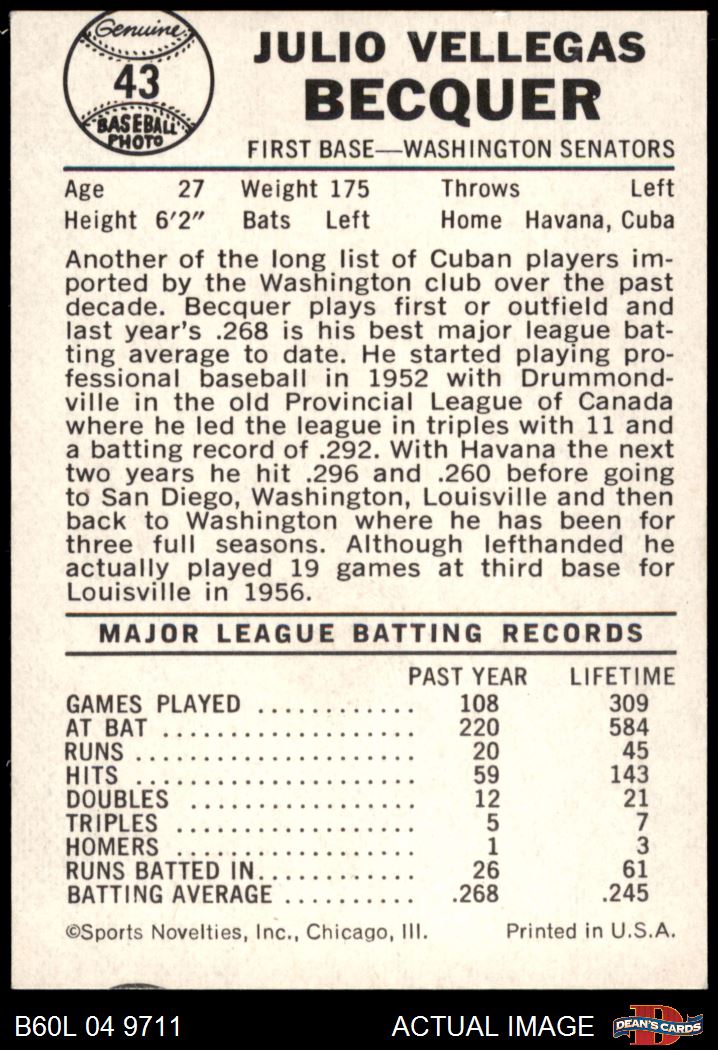 Genuine
43
BASEBALL
PHOTO
JULIO VELLEGAS
BECQUER
FIRST BASE—WASHINGTON SENATORS
Age 27 Weight 175 Throws Left
Height 6'2" Bats Left Home Havana, Cuba
Another of the long list of Cuban players im-
ported by the Washington club over the past
decade. Becquer plays first or outfield and
last year's .268 is his best major league bat-
ting average to date. He started playing pro-
fessional baseball in 1952 with Drummond-
ville in the old Provincial League of Canada
where he led the league in triples with 11 and
a batting record of .292. With Havana the next
two years he hit .296 and .260 before going
to San Diego, Washington, Louisville and then
back to Washington where he has been for
three full seasons. Although lefthanded he
actually played 19 games at third base for
Louisville in 1956.
MAJOR LEAGUE BATTING RECORDS
PAST YEAR LIFETIME
GAMES PLAYED ............. 108 309
AT BAT .................... 220 584
RUNS ...................... 20 45
HITS ...................... 59 143
DOUBLES .................. 12 21
TRIPLES ................... 5 7
HOMERS ................... 1 3
RUNS BATTED IN............ 26 61
BATTING AVERAGE .......... .268 .245
©Sports Novelties, Inc., Chicago, Ill. Printed in U.S.A.
B60L 04 9711 ACTUAL IMAGE D DEAN'S CARDS